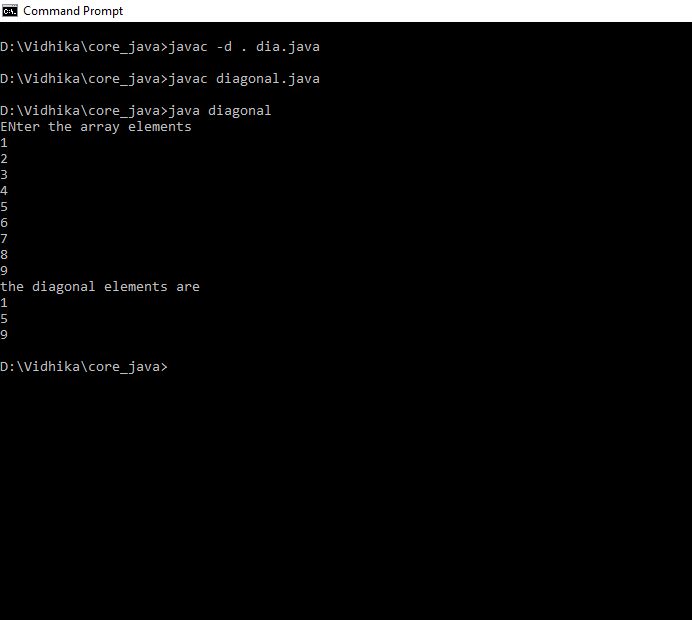 Command Prompt
D:\Vidhika\core_java>javac -d . dia.java
D:\Vidhika\core_java>javac diagonal.java
D:\Vidhika\core_java>java diagonal
ENter the array elements
1
2
3
4
5
6
7
8
9
the diagonal elements are
1
5
9
D:\Vidhika\core_java>